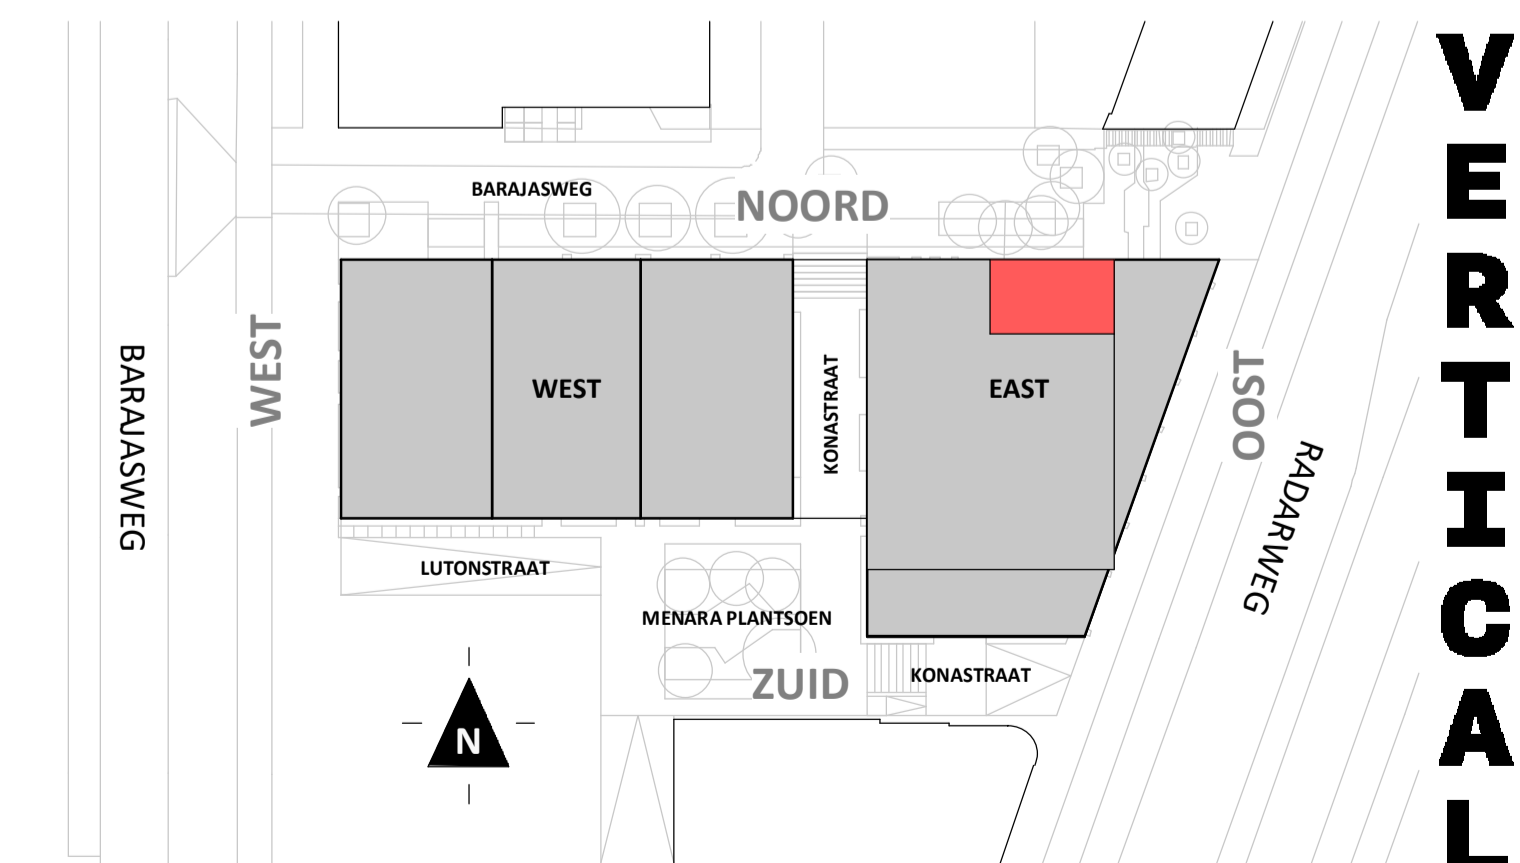 BARAJASWEG
NOORD
WEST
BARAJASWEG
WEST
KONASTRAAT
EAST
OOST
RADARWEG
LUTONSTRAAT
MENARA PLANTSOEN
ZUID
KONASTRAAT
N
VERTICAL